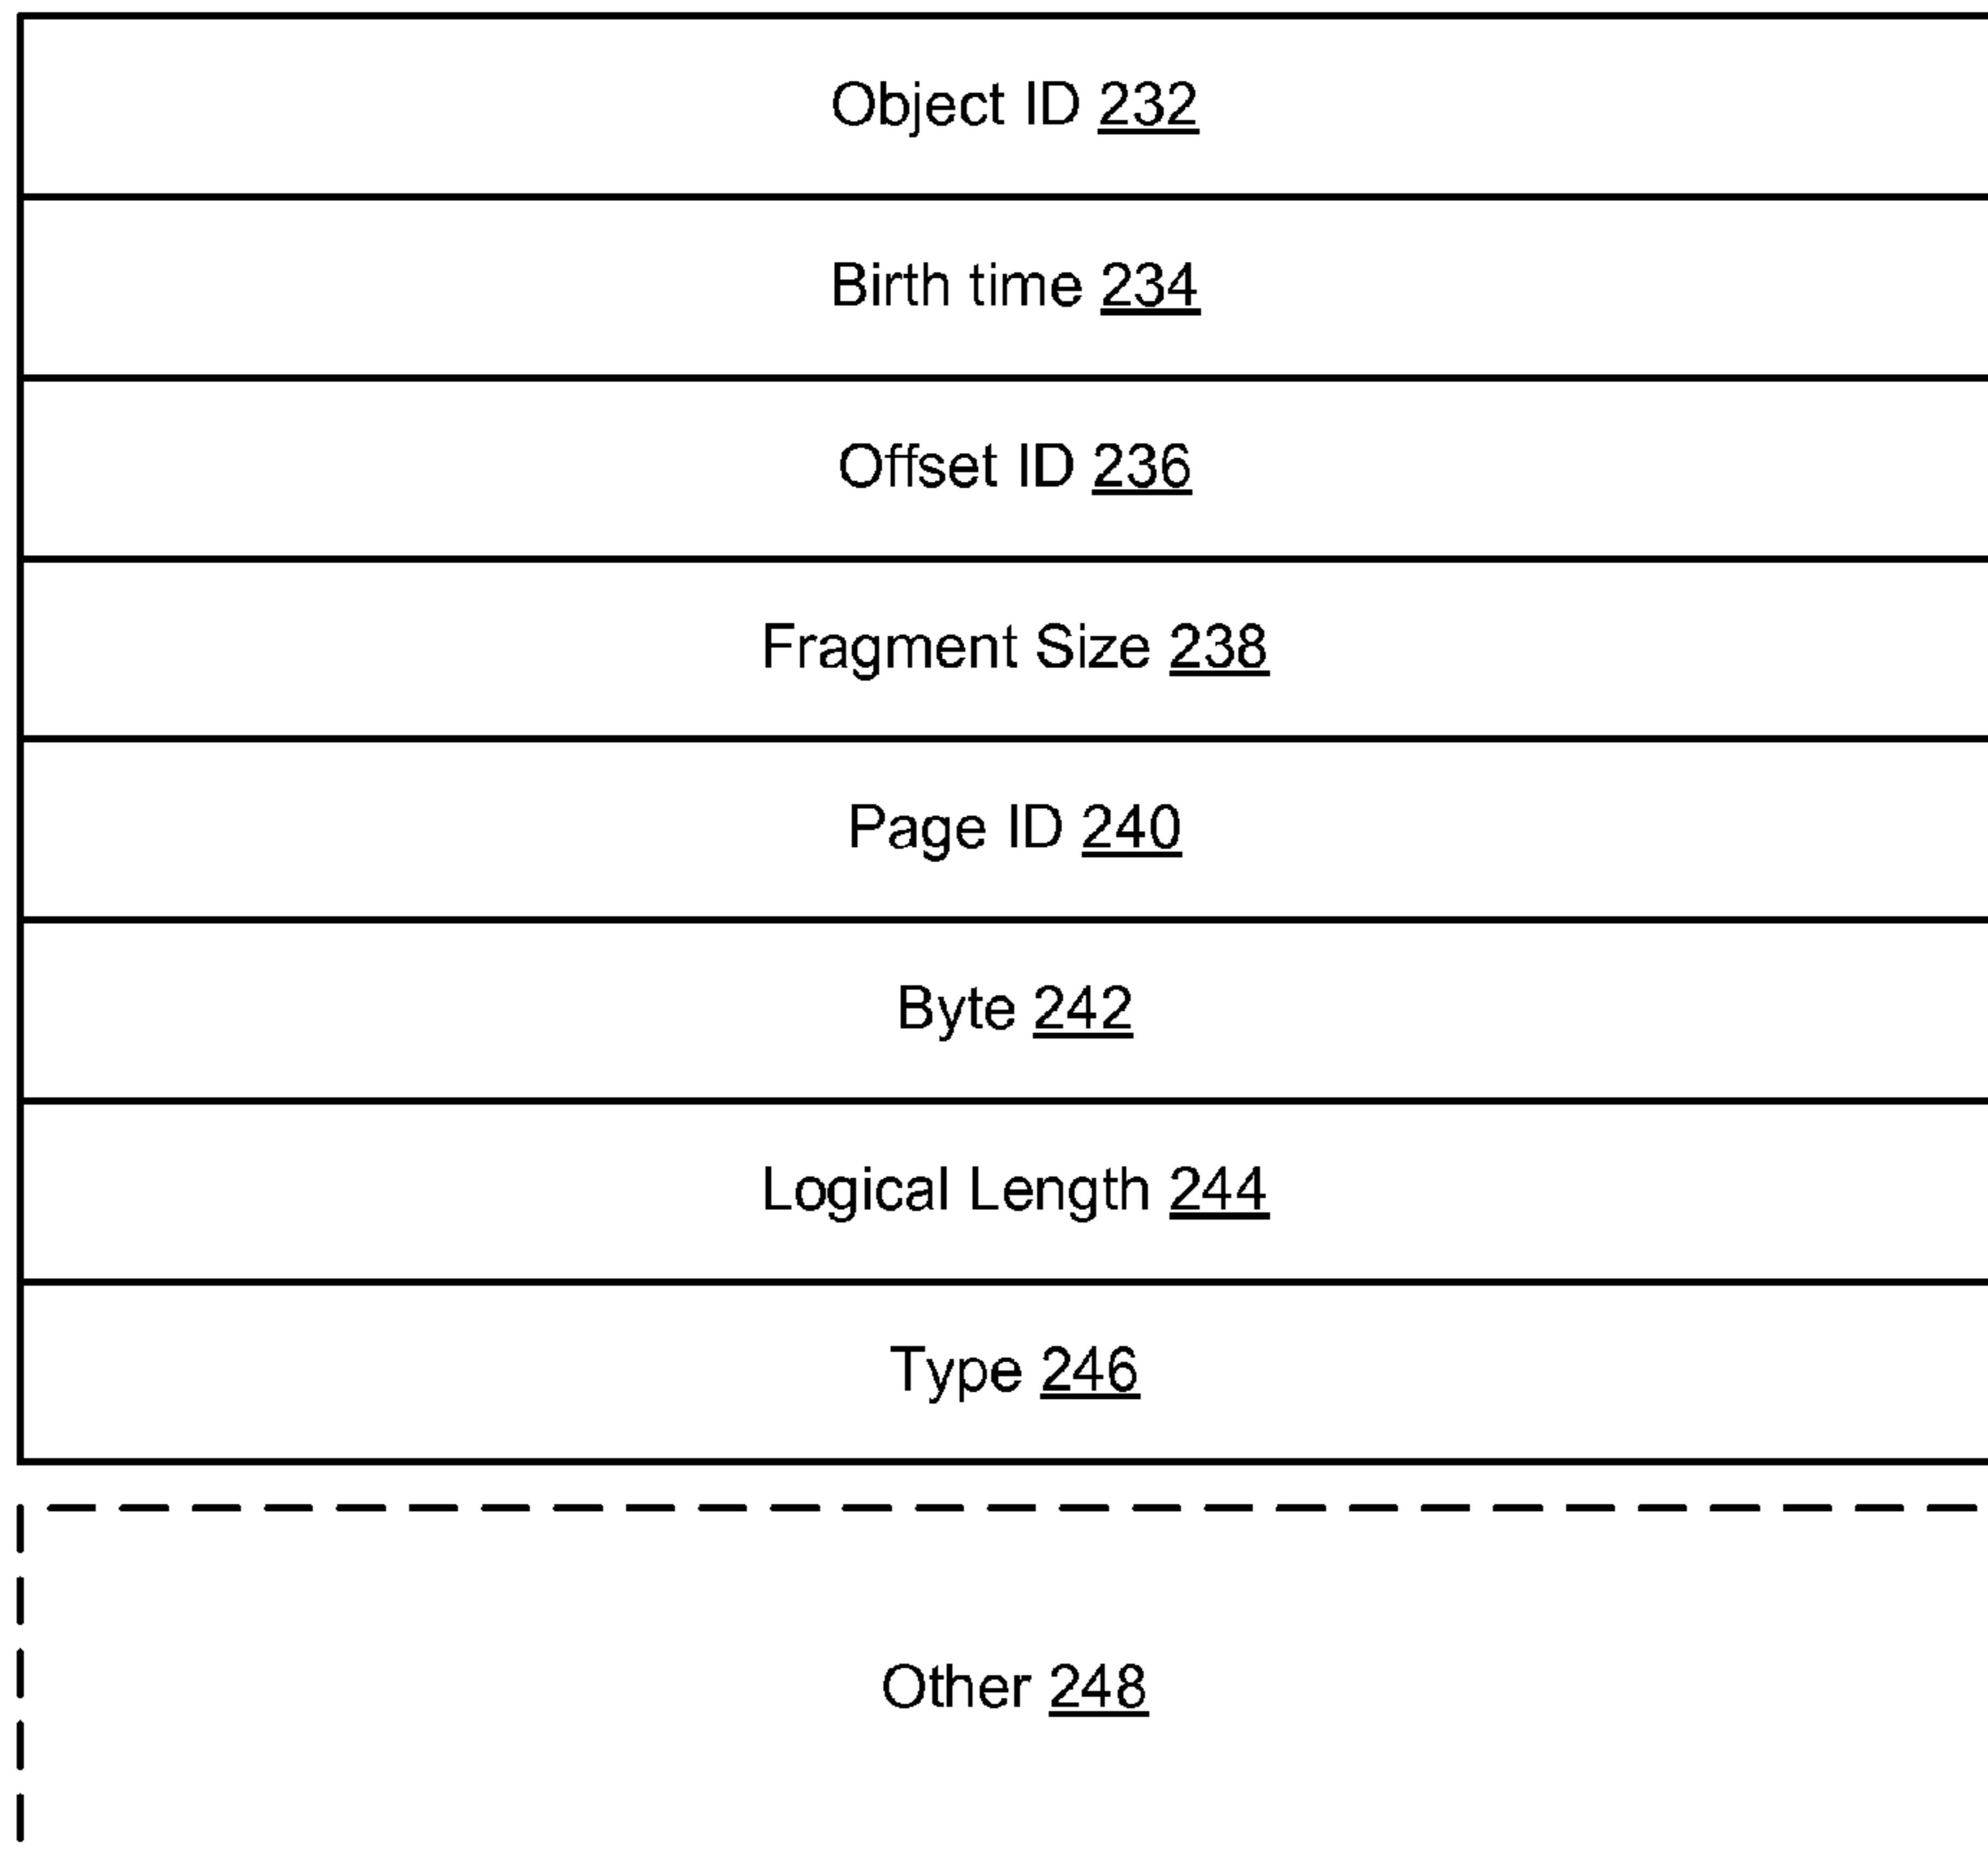 Object ID 232
Birth time 234
Offset ID 236
Fragment Size 238
Page ID 240
Byte 242
Logical Length 244
Type 246
Other 248